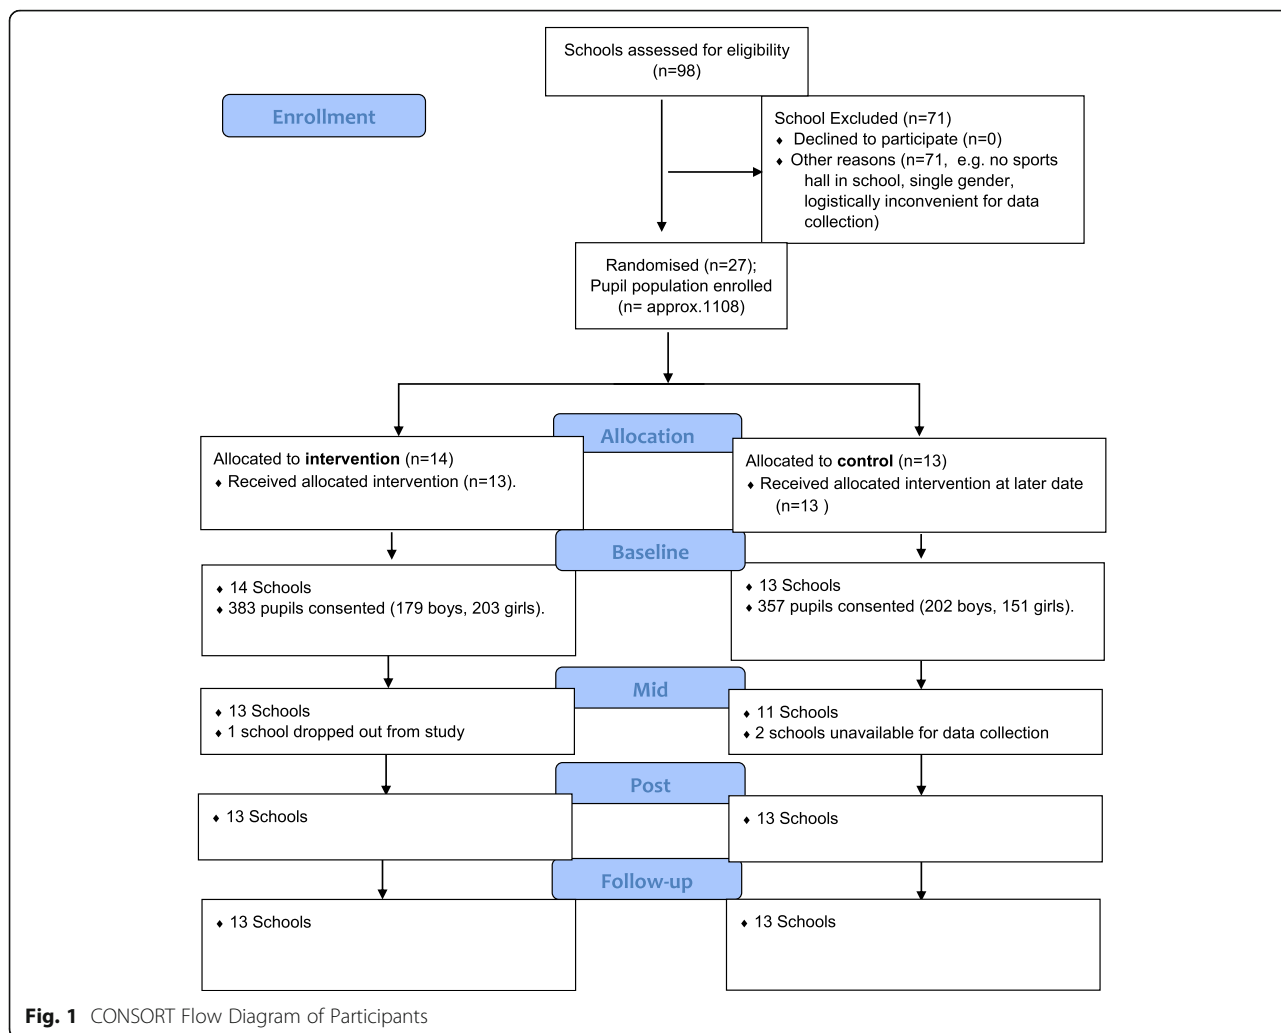 Schools assessed for eligibility
(n=98)
Enrollment
School Excluded (n=71)
♦ Declined to participate (n=0)
♦ Other reasons (n=71, e.g. no sports
hall in school, single gender,
logistically inconvenient for data
collection)
Randomised (n=27);
Pupil population enrolled
(n= approx.1108)
Allocation
Allocated to intervention (n=14)
♦ Received allocated intervention (n=13).
Allocated to control (n=13)
♦ Received allocated intervention at later date
(n=13 )
Baseline
♦ 14 Schools
♦ 383 pupils consented (179 boys, 203 girls).
♦ 13 Schools
♦ 357 pupils consented (202 boys, 151 girls).
Mid
♦ 13 Schools
♦ 1 school dropped out from study
♦ 11 Schools
♦ 2 schools unavailable for data collection
Post
♦ 13 Schools
♦ 13 Schools
Follow-up
♦ 13 Schools
♦ 13 Schools
Fig. 1 CONSORT Flow Diagram of Participants